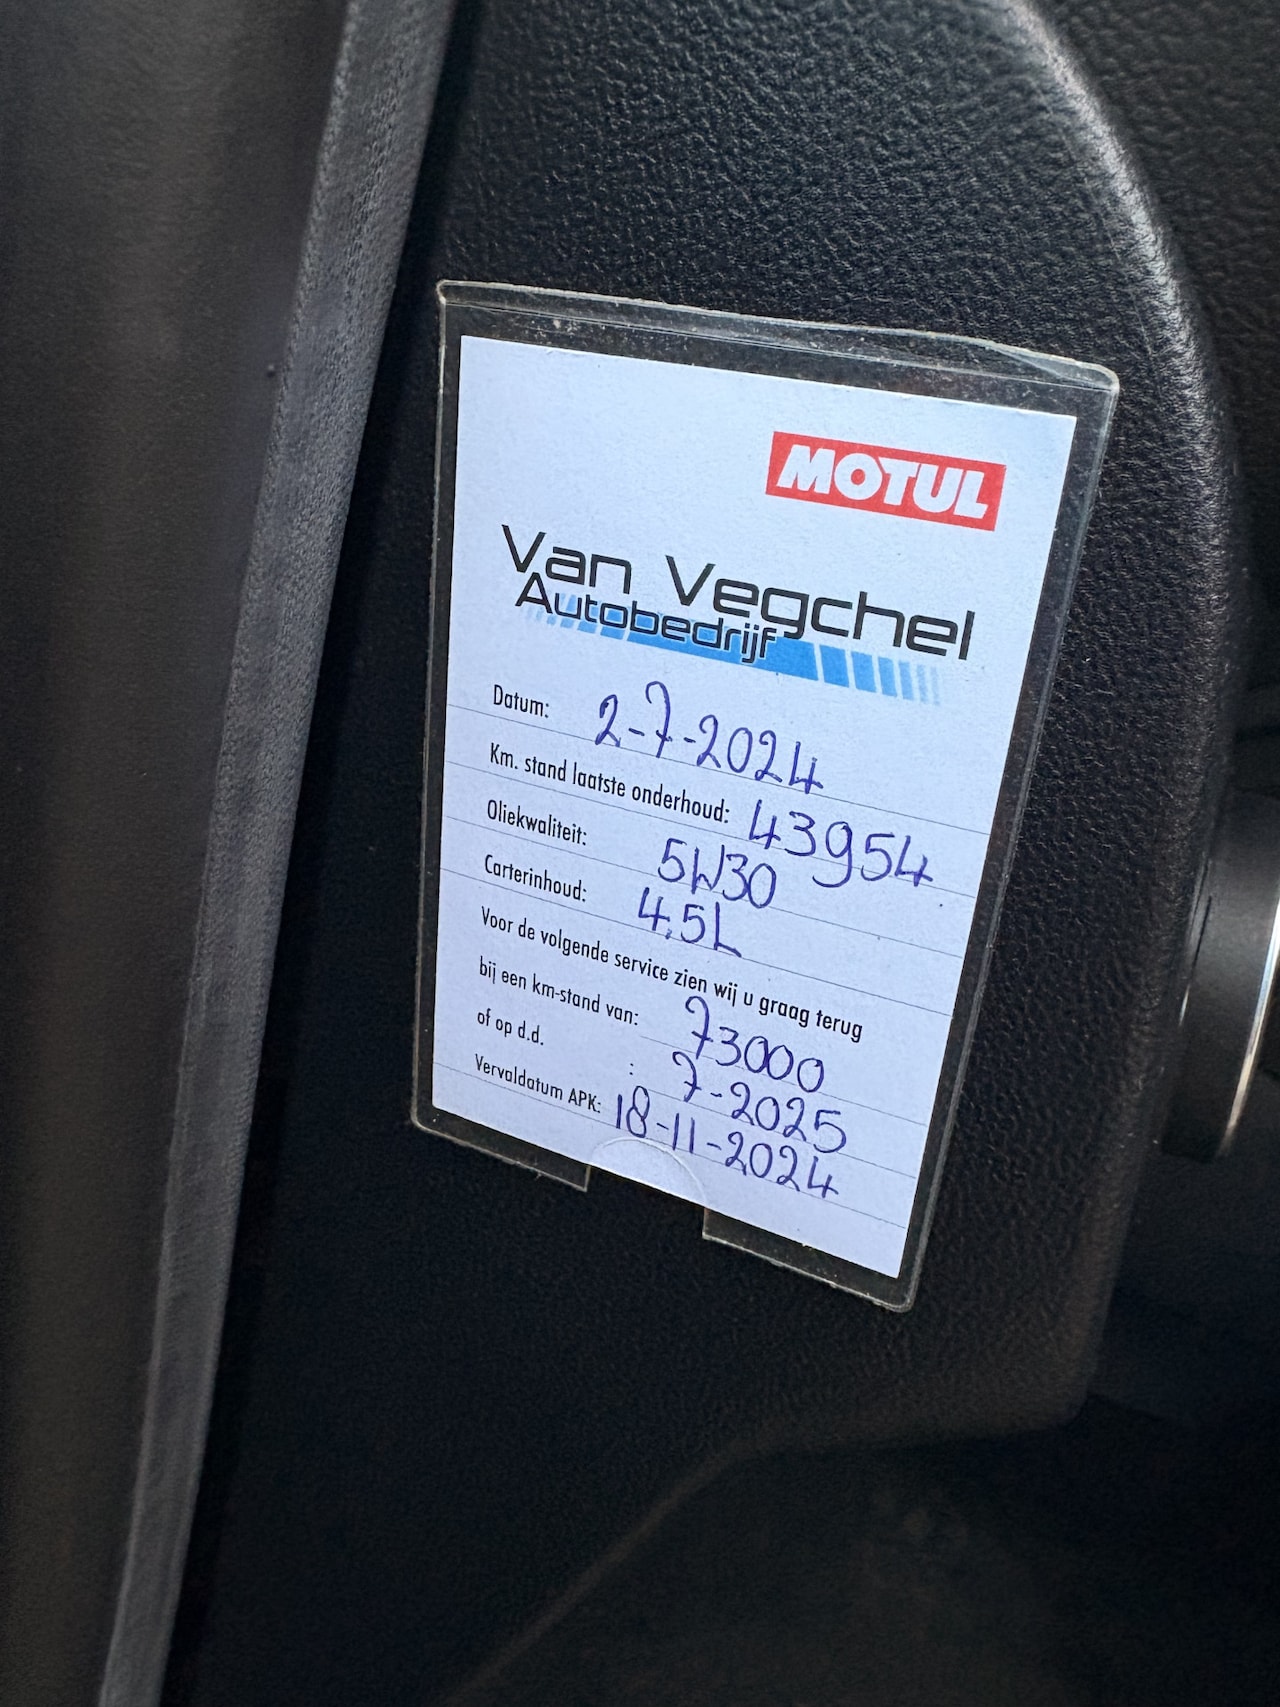 MOTUL
Van Vegchel
Autobedrijf
Datum: 2-7-2024
Km. stand laatste onderhoud: 43954
Oliekwaliteit: 5W30
Carterinhoud: 4.5L
Voor de volgende service zien wij u graag terug
bij een km-stand van: 73000
of op d.d. : 7-2025
Vervaldatum APK: 18-11-2024